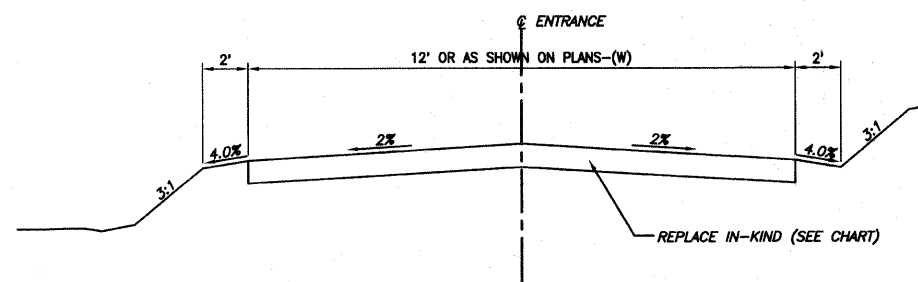 ℄ ENTRANCE
2'
12' OR AS SHOWN ON PLANS-(W)
2'
4.0%
2%
2%
4.0%
3:1
3:1
REPLACE IN-KIND (SEE CHART)